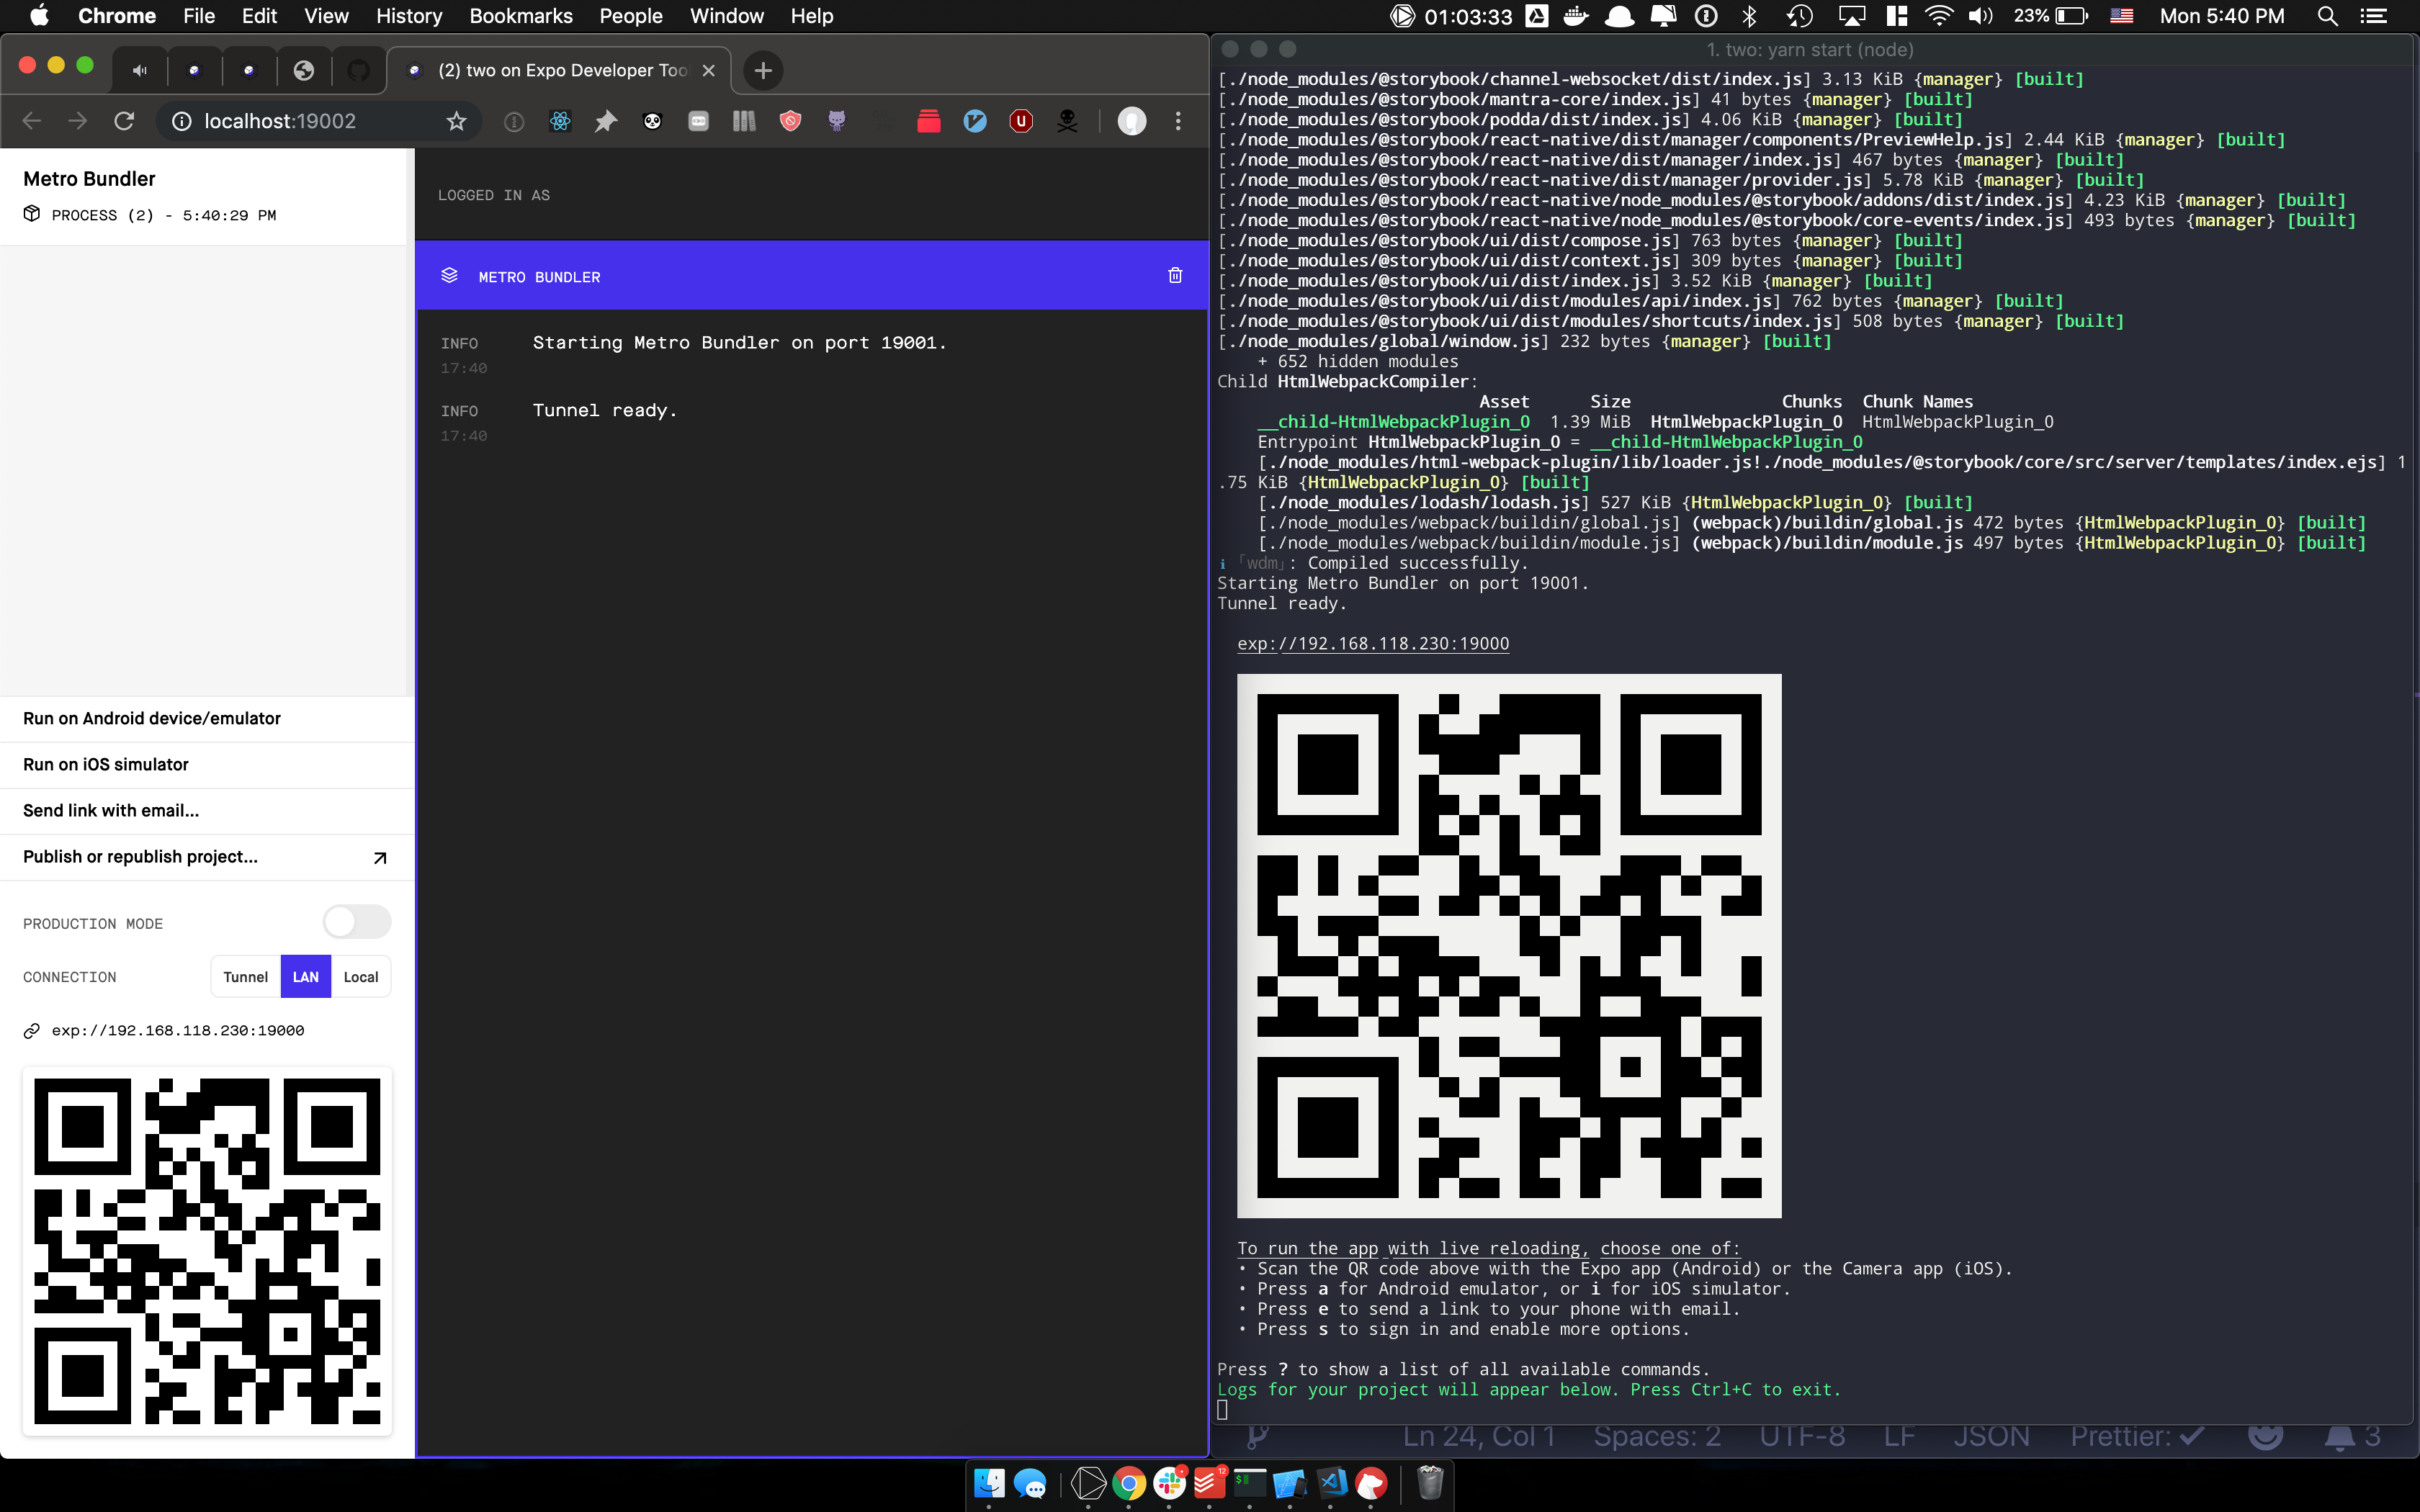 Chrome File Edit View History Bookmarks People Window Help
01:03:33
23%
Mon 5:40 PM
(2) two on Expo Developer Too
localhost:19002
Metro Bundler
PROCESS (2) - 5:40:29 PM
Run on Android device/emulator
Run on iOS simulator
Send link with email...
Publish or republish project...
PRODUCTION MODE
CONNECTION
Tunnel LAN Local
exp://192.168.118.230:19000
LOGGED IN AS
METRO BUNDLER
INFO Starting Metro Bundler on port 19001.
17:40
INFO Tunnel ready.
17:40
1. two: yarn start (node)
[./node_modules/@storybook/channel-websocket/dist/index.js] 3.13 KiB {manager} [built]
[./node_modules/@storybook/mantra-core/index.js] 41 bytes {manager} [built]
[./node_modules/@storybook/podda/dist/index.js] 4.06 KiB {manager} [built]
[./node_modules/@storybook/react-native/dist/manager/components/PreviewHelp.js] 2.44 KiB {manager} [built]
[./node_modules/@storybook/react-native/dist/manager/index.js] 467 bytes {manager} [built]
[./node_modules/@storybook/react-native/dist/manager/provider.js] 5.78 KiB {manager} [built]
[./node_modules/@storybook/react-native/node_modules/@storybook/addons/dist/index.js] 4.23 KiB {manager} [built]
[./node_modules/@storybook/react-native/node_modules/@storybook/core-events/index.js] 493 bytes {manager} [built]
[./node_modules/@storybook/ui/dist/compose.js] 763 bytes {manager} [built]
[./node_modules/@storybook/ui/dist/context.js] 309 bytes {manager} [built]
[./node_modules/@storybook/ui/dist/index.js] 3.52 KiB {manager} [built]
[./node_modules/@storybook/ui/dist/modules/api/index.js] 762 bytes {manager} [built]
[./node_modules/@storybook/ui/dist/modules/shortcuts/index.js] 508 bytes {manager} [built]
[./node_modules/global/window.js] 232 bytes {manager} [built]
+ 652 hidden modules
Child HtmlWebpackCompiler:
Asset Size Chunks Chunk Names
__child-HtmlWebpackPlugin_0 1.39 MiB HtmlWebpackPlugin_0 HtmlWebpackPlugin_0
Entrypoint HtmlWebpackPlugin_0 = __child-HtmlWebpackPlugin_0
[./node_modules/html-webpack-plugin/lib/loader.js!./node_modules/@storybook/core/src/server/templates/index.ejs] 1
.75 KiB {HtmlWebpackPlugin_0} [built]
[./node_modules/lodash/lodash.js] 527 KiB {HtmlWebpackPlugin_0} [built]
[./node_modules/webpack/buildin/global.js] (webpack)/buildin/global.js 472 bytes {HtmlWebpackPlugin_0} [built]
[./node_modules/webpack/buildin/module.js] (webpack)/buildin/module.js 497 bytes {HtmlWebpackPlugin_0} [built]
ℹ ｢wdm｣: Compiled successfully.
Starting Metro Bundler on port 19001.
Tunnel ready.
exp://192.168.118.230:19000
To run the app with live reloading, choose one of:
• Scan the QR code above with the Expo app (Android) or the Camera app (iOS).
• Press a for Android emulator, or i for iOS simulator.
• Press e to send a link to your phone with email.
• Press s to sign in and enable more options.
Press ? to show a list of all available commands.
Logs for your project will appear below. Press Ctrl+C to exit.
Ln 24, Col 1 Spaces: 2 UTF-8 LF JSON Prettier: ✓ 3
12